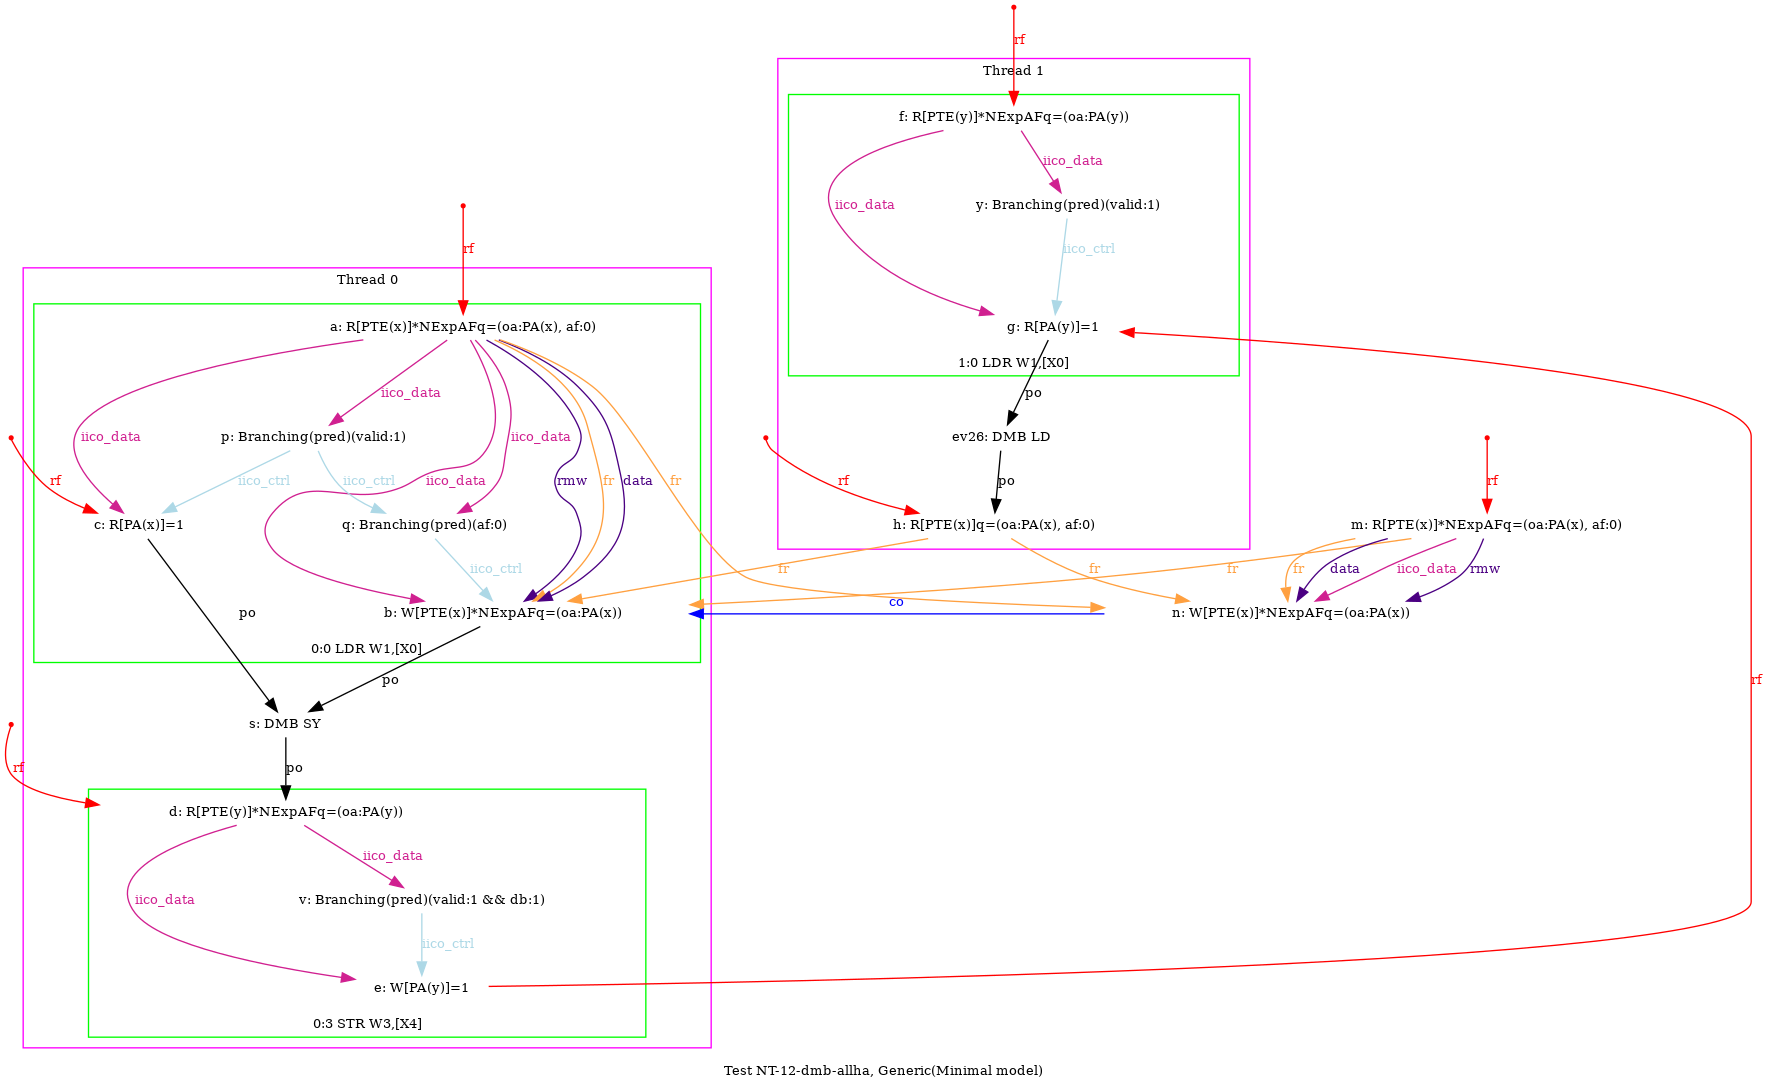 rf
Thread 1
f: R[PTE(y)]*NExpAFq=(oa:PA(y))
iico_data
y: Branching(pred)(valid:1)
iico_data
iico_ctrl
g: R[PA(y)]=1
1:0 LDR W1,[X0]
po
ev26: DMB LD
rf
po
h: R[PTE(x)]q=(oa:PA(x), af:0)
rf
Thread 0
a: R[PTE(x)]*NExpAFq=(oa:PA(x), af:0)
iico_data
iico_data
p: Branching(pred)(valid:1)
iico_data
rf
iico_ctrl
iico_ctrl
iico_data
rmw
fr
data
fr
c: R[PA(x)]=1
q: Branching(pred)(af:0)
iico_ctrl
b: W[PTE(x)]*NExpAFq=(oa:PA(x))
0:0 LDR W1,[X0]
po
po
s: DMB SY
rf
po
d: R[PTE(y)]*NExpAFq=(oa:PA(y))
iico_data
iico_data
v: Branching(pred)(valid:1 && db:1)
iico_ctrl
e: W[PA(y)]=1
0:3 STR W3,[X4]
rf
m: R[PTE(x)]*NExpAFq=(oa:PA(x), af:0)
fr
fr
fr
fr
data
iico_data
rmw
co
n: W[PTE(x)]*NExpAFq=(oa:PA(x))
rf
Test NT-12-dmb-allha, Generic(Minimal model)